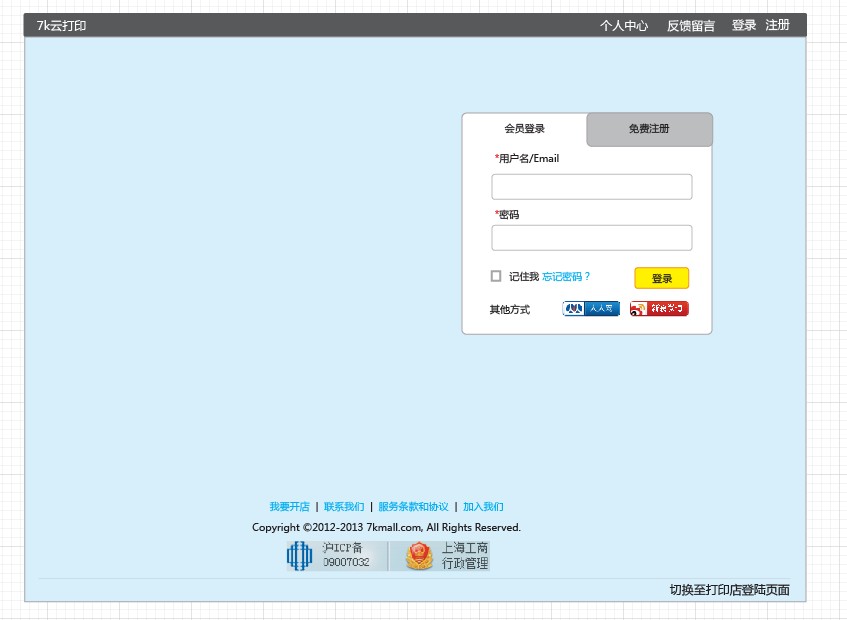 7k云打印 个人中心 反馈留言 登录 注册
会员登录 免费注册
*用户名/Email
*密码
记住我 忘记密码？ 登录
其他方式 人人网
我要开店 | 联系我们 | 服务条款和协议 | 加入我们
Copyright ©2012-2013 7kmall.com, All Rights Reserved.
沪ICP备
09007032
上海工商
行政管理
切换至打印店登陆页面